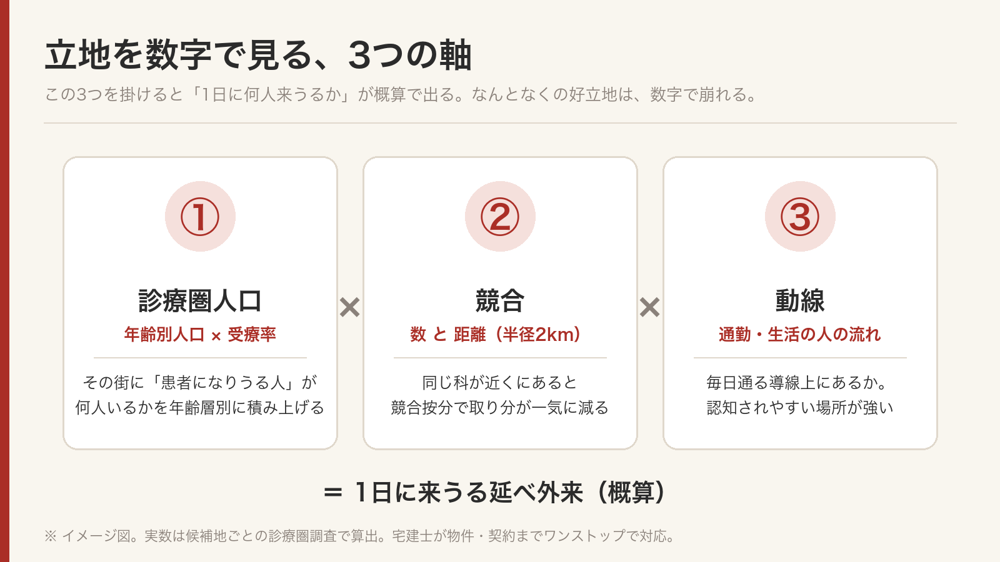 立地を数字で見る、3つの軸
この3つを掛けると「1日に何人来うるか」が概算で出る。なんとなくの好立地は、数字で崩れる。
①
診療圏人口
年齢別人口 × 受療率
その街に「患者になりうる人」が
何人いるかを年齢層別に積み上げる
×
②
競合
数 と 距離（半径2km）
同じ科が近くにあると
競合按分で取り分が一気に減る
×
③
動線
通勤・生活の人の流れ
毎日通る導線上にあるか。
認知されやすい場所が強い
＝ 1日に来うる延べ外来（概算）
※ イメージ図。実数は候補地ごとの診療圏調査で算出。宅建士が物件・契約までワンストップで対応。